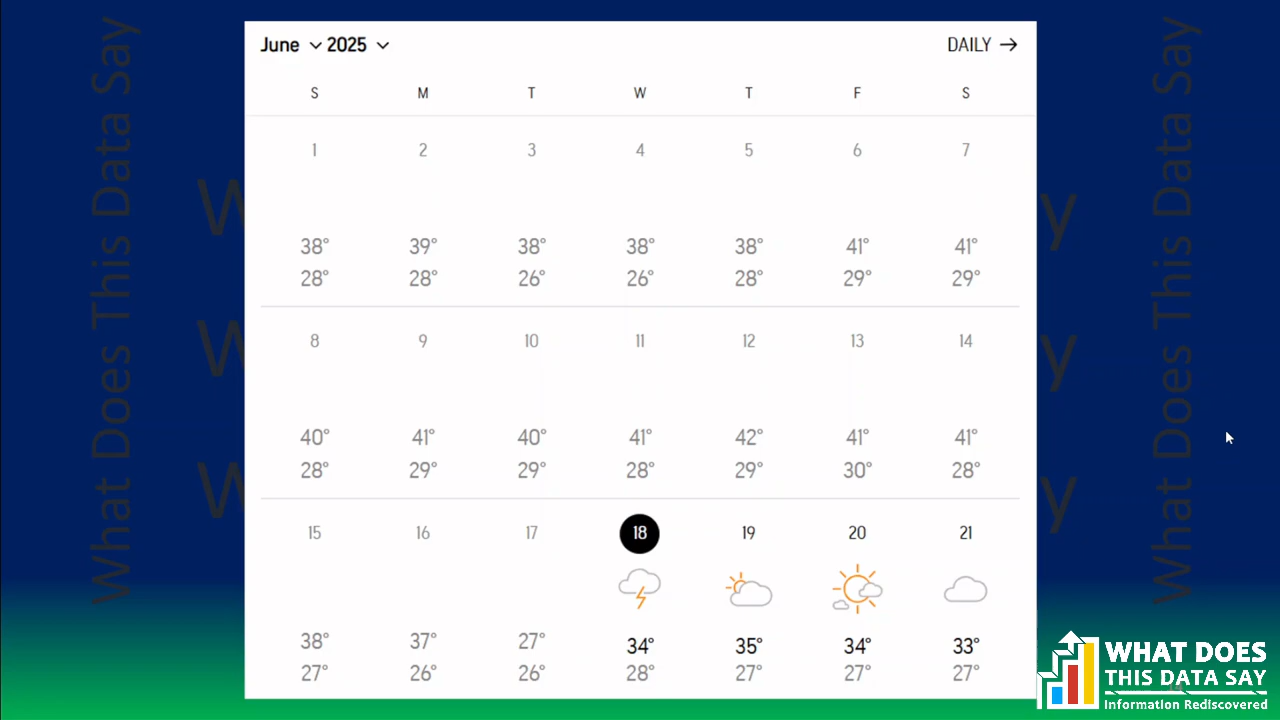 June 2025 DAILY →
S M T W T F S
1 2 3 4 5 6 7
38° 39° 38° 38° 38° 41° 41°
28° 28° 26° 26° 28° 29° 29°
8 9 10 11 12 13 14
40° 41° 40° 41° 42° 41° 41°
28° 29° 29° 28° 29° 30° 28°
15 16 17 18 19 20 21
38° 37° 27° 34° 35° 34° 33°
27° 26° 26° 28° 27° 27° 27°
What Does This Data Say
What Does This Data Say
WHAT DOES
THIS DATA SAY
Information Rediscovered